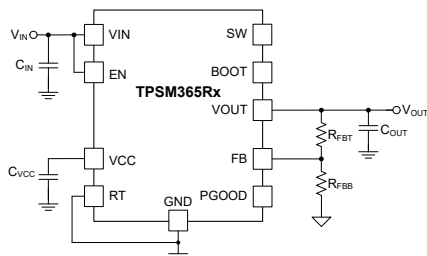 VIN
VIN
SW
CIN
EN
BOOT
TPSM365Rx
VOUT
VOUT
RFBT
COUT
VCC
FB
CVCC
RT
GND
PGOOD
RFBB